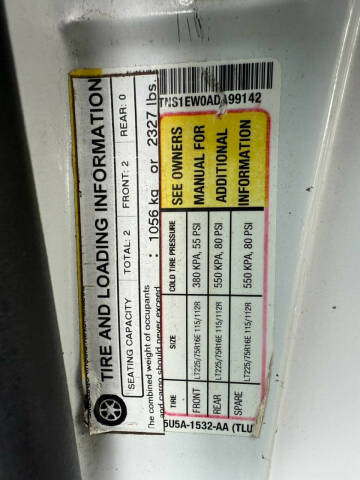 TIRE AND LOADING INFORMATION
SEATING CAPACITY TOTAL: 2 FRONT: 2 REAR: 0
The combined weight of occupants
and cargo should never exceed : 1056 kg or 2327 lbs.
TIRE SIZE COLD TIRE PRESSURE
FRONT LT225/75R16E 115/112R 380 KPA, 55 PSI
REAR LT225/75R16E 115/112R 550 KPA, 80 PSI
SPARE LT225/75R16E 115/112R 550 KPA, 80 PSI
SEE OWNERS
MANUAL FOR
ADDITIONAL
INFORMATION
5U5A-1532-AA (TLU
1EW0AD 99142